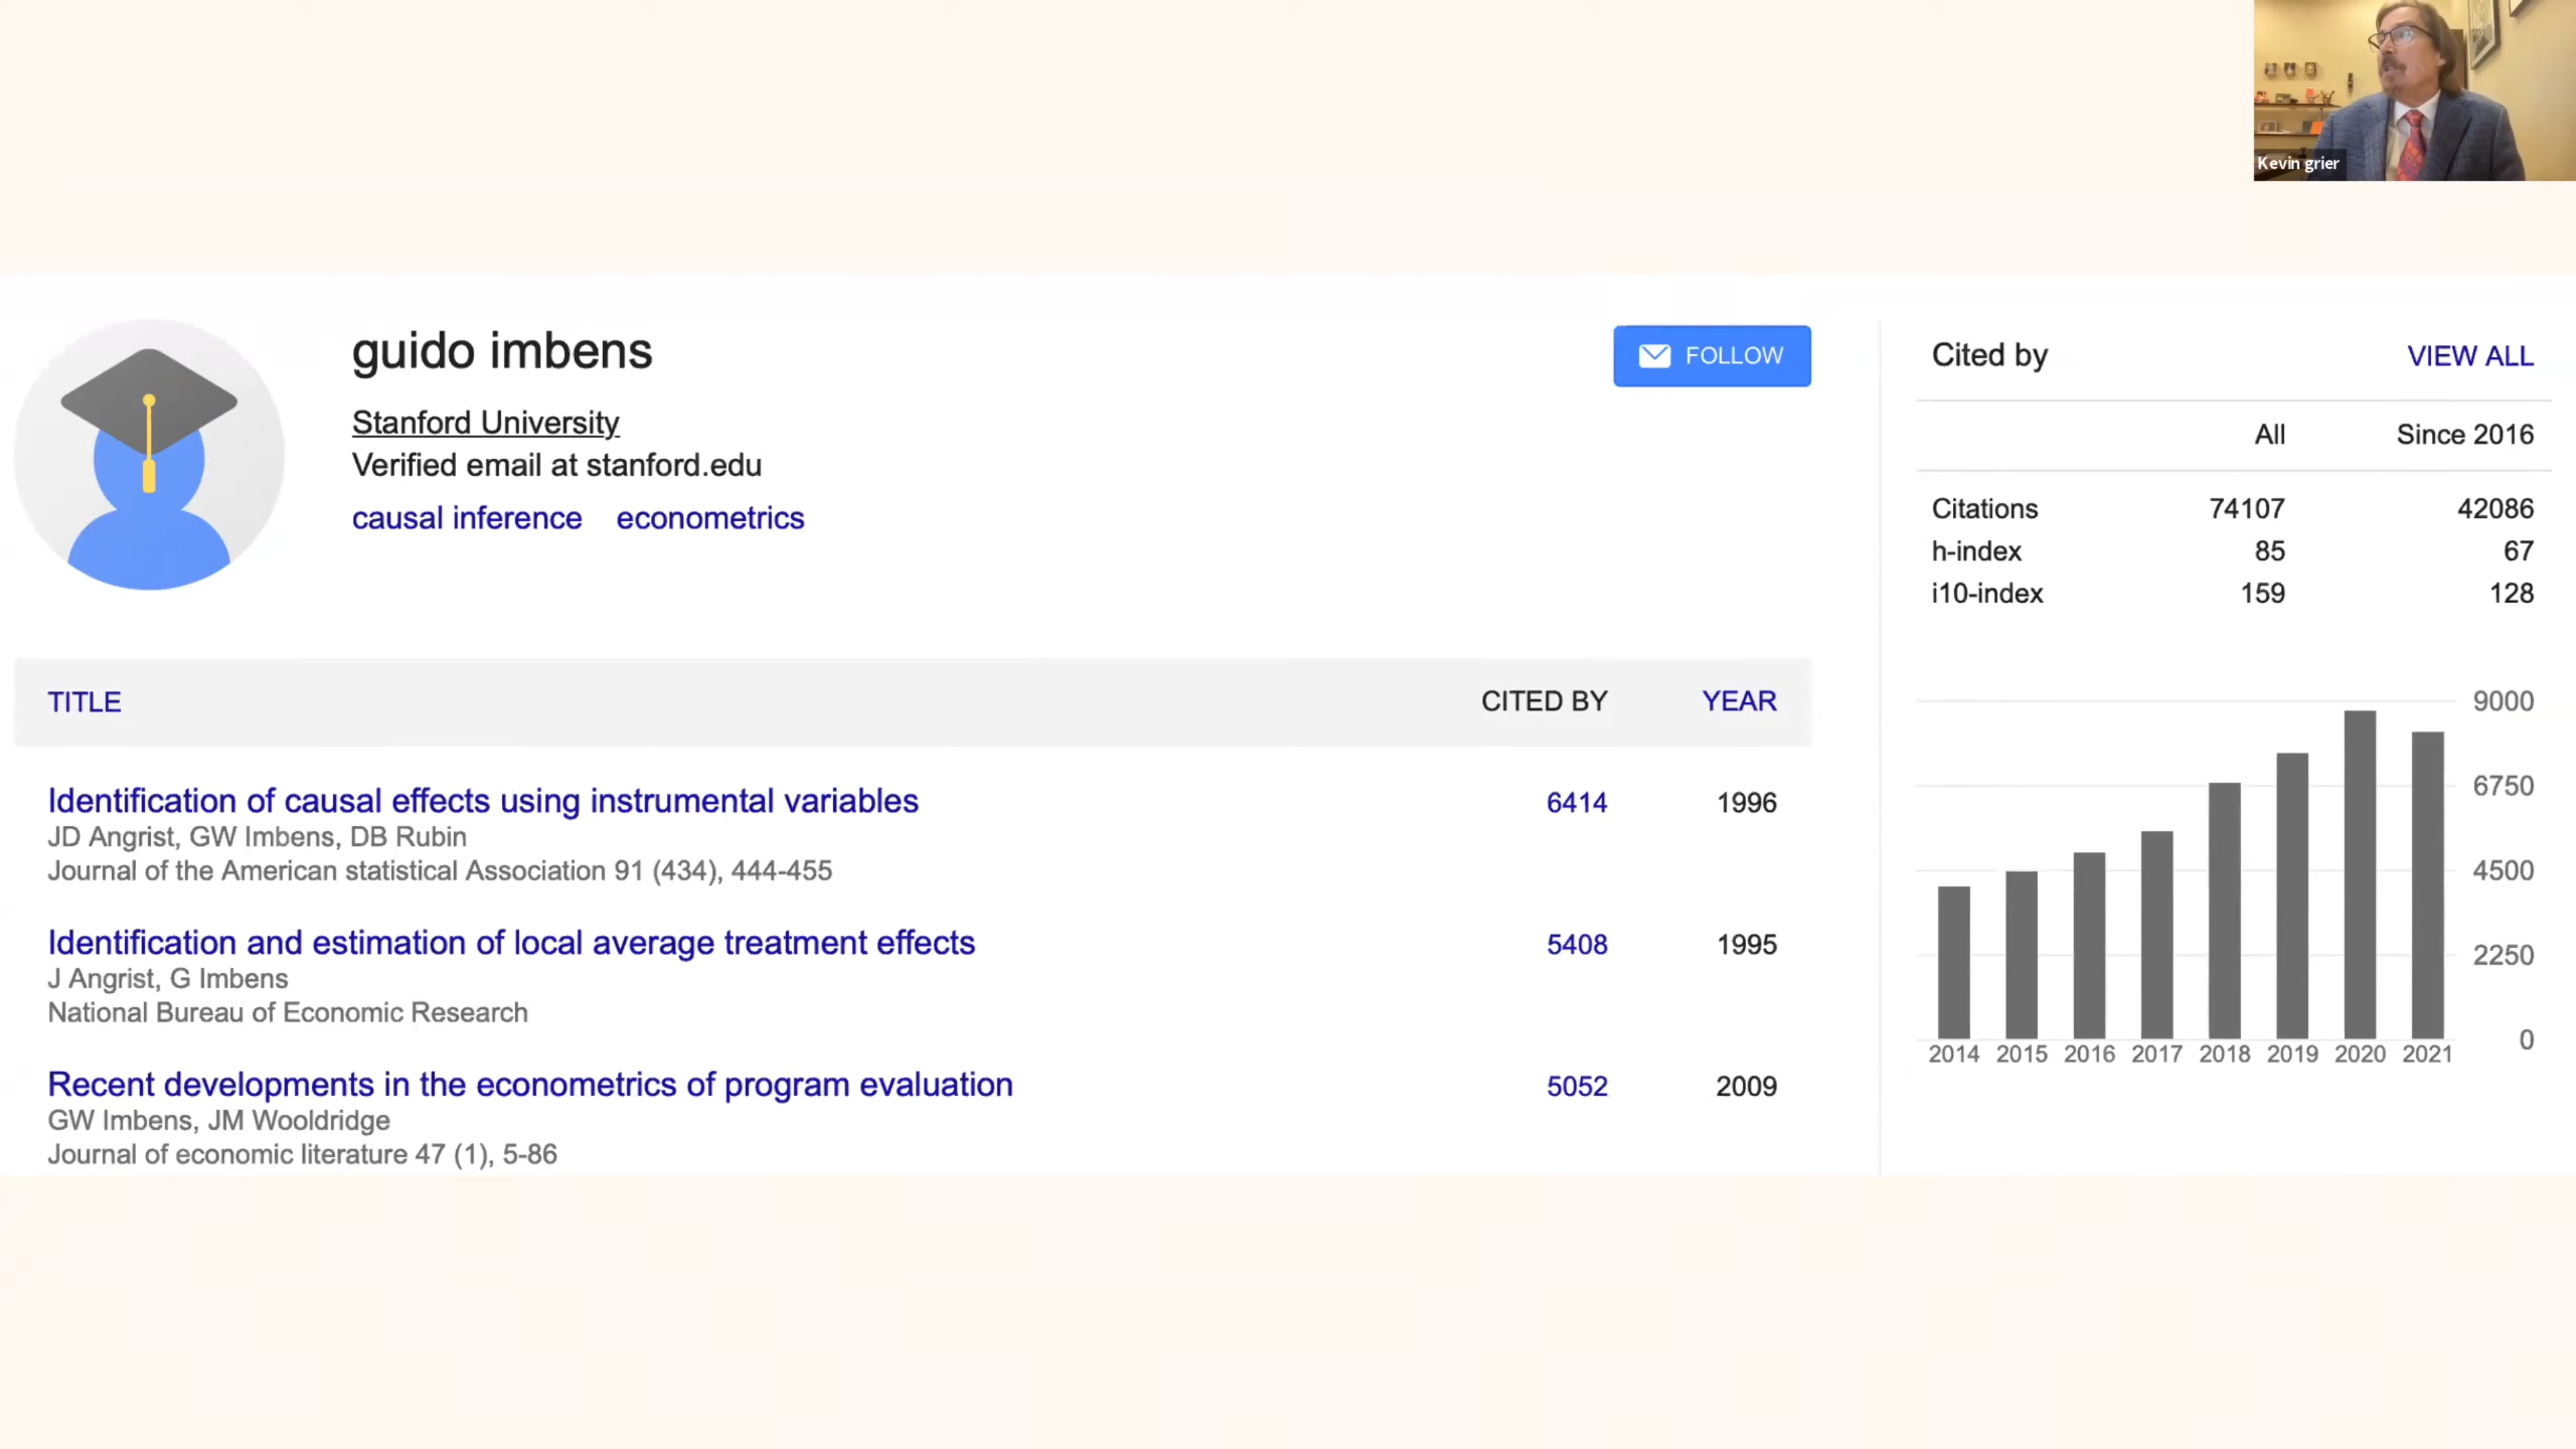 Kevin grier
guido imbens
FOLLOW
Stanford University
Verified email at stanford.edu
causal inference econometrics
TITLE CITED BY YEAR
Identification of causal effects using instrumental variables 6414 1996
JD Angrist, GW Imbens, DB Rubin
Journal of the American statistical Association 91 (434), 444-455
Identification and estimation of local average treatment effects 5408 1995
J Angrist, G Imbens
National Bureau of Economic Research
Recent developments in the econometrics of program evaluation 5052 2009
GW Imbens, JM Wooldridge
Journal of economic literature 47 (1), 5-86
Cited by VIEW ALL
All Since 2016
Citations 74107 42086
h-index 85 67
i10-index 159 128
9000
6750
4500
2250
0
2014 2015 2016 2017 2018 2019 2020 2021